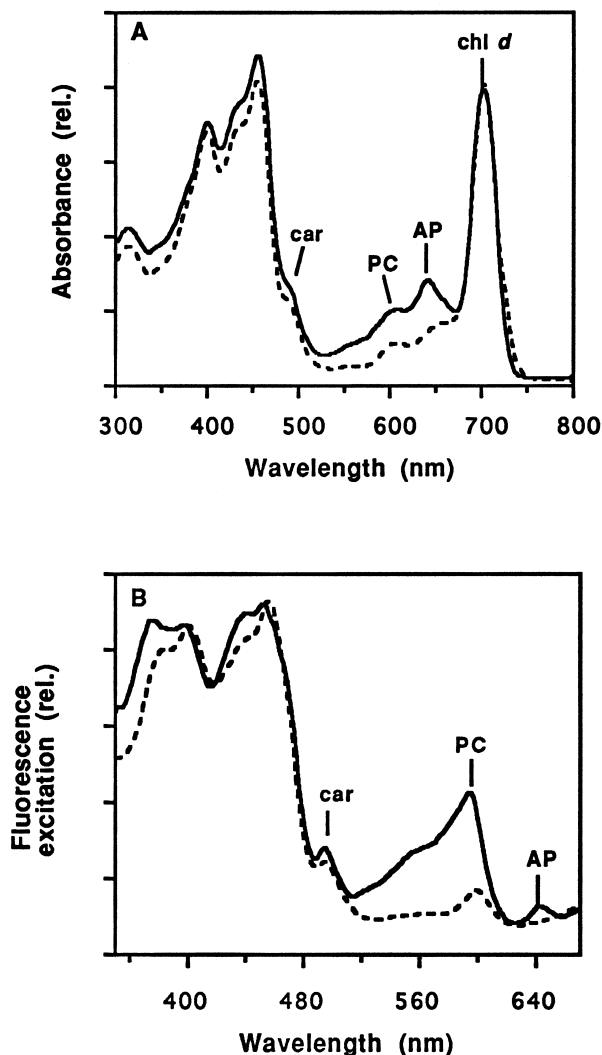 A
chl d
car
PC
AP
Absorbance (rel.)
300 400 500 600 700 800
Wavelength (nm)
B
car
PC
AP
Fluorescence
excitation (rel.)
400 480 560 640
Wavelength (nm)